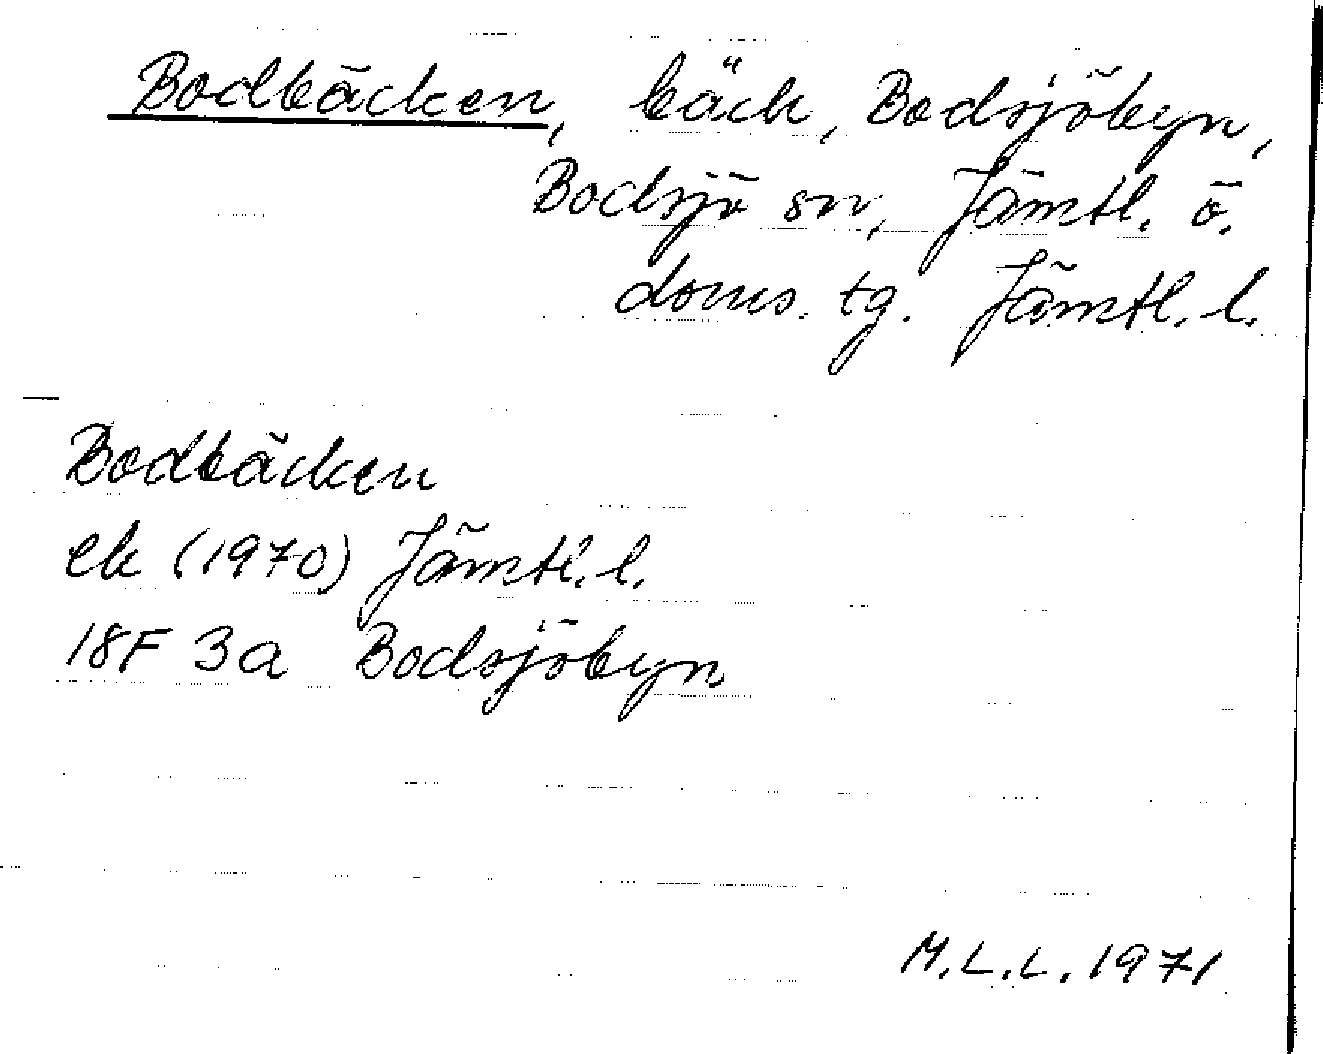 Bodbäcken, bäck, Bodsjöbyn,
Bodsjö sn, Jämtl. ö.
doms. tg. Jämtl. l.
Bodbäcken
ek (1970) Jämtl. l.
18F 3a Bodsjöbyn
M.L.L. 1971